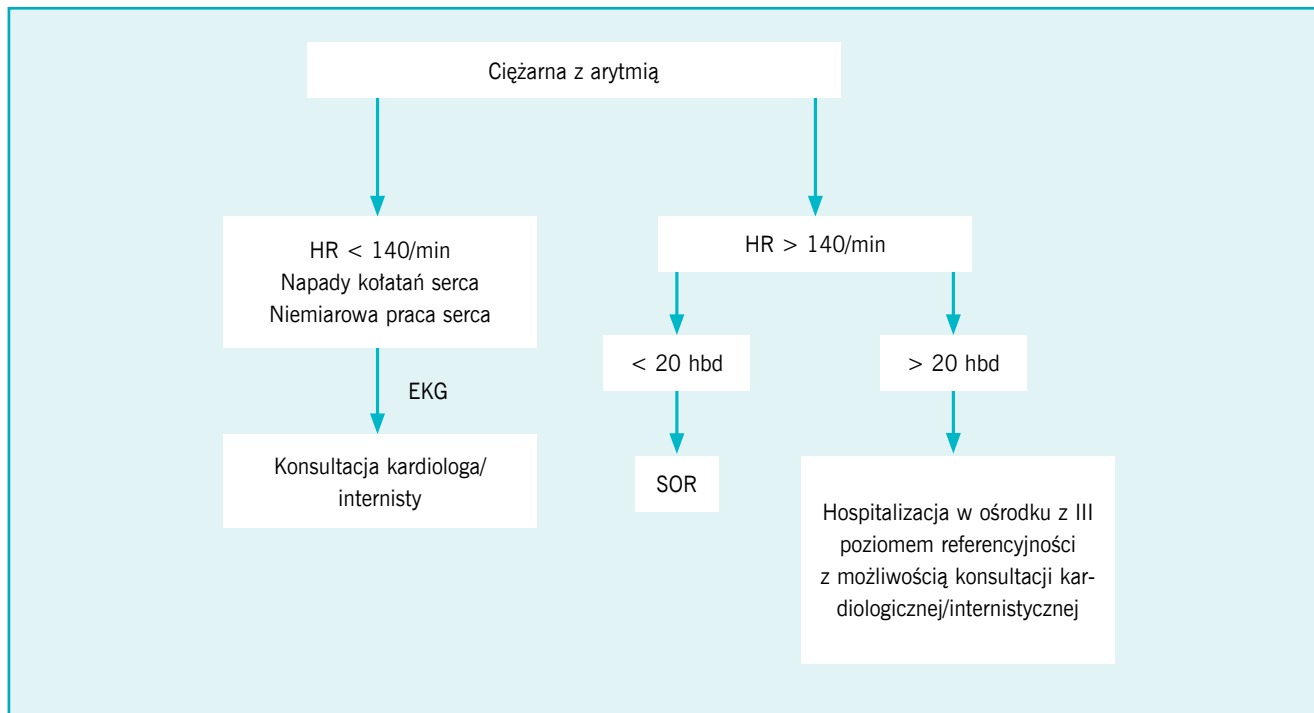 Ciężarna z arytmią
HR < 140/min
Napady kołatań serca
Niemiarowa praca serca
HR > 140/min
< 20 hbd
> 20 hbd
EKG
Konsultacja kardiologa/
internisty
SOR
Hospitalizacja w ośrodku z III
poziomem referencyjności
z możliwością konsultacji kar-
diologicznej/internistycznej